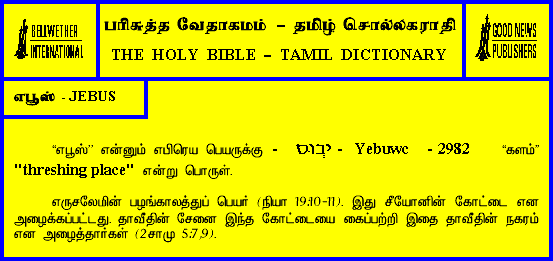 BELLWETHER
INTERNATIONAL
பரிசுத்த வேதாகமம் – தமிழ் சொல்லகராதி
THE HOLY BIBLE – TAMIL DICTIONARY
GOOD NEWS
PUBLISHERS
எபூஸ் - JEBUS
“எபூஸ்” என்னும் எபிரெய பெயருக்கு - יְבוּס - Yebuwc - 2982 “களம்”
"threshing place" என்று பொருள்.
எருசலேமின் பழங்காலத்துப் பெயர் (நியா 19:10-11). இது சீயோனின் கோட்டை என
அழைக்கப்பட்டது. தாவீதின் சேனை இந்த கோட்டையை கைப்பற்றி இதை தாவீதின் நகரம்
என அழைத்தார்கள் (2சாமு 5:7,9).